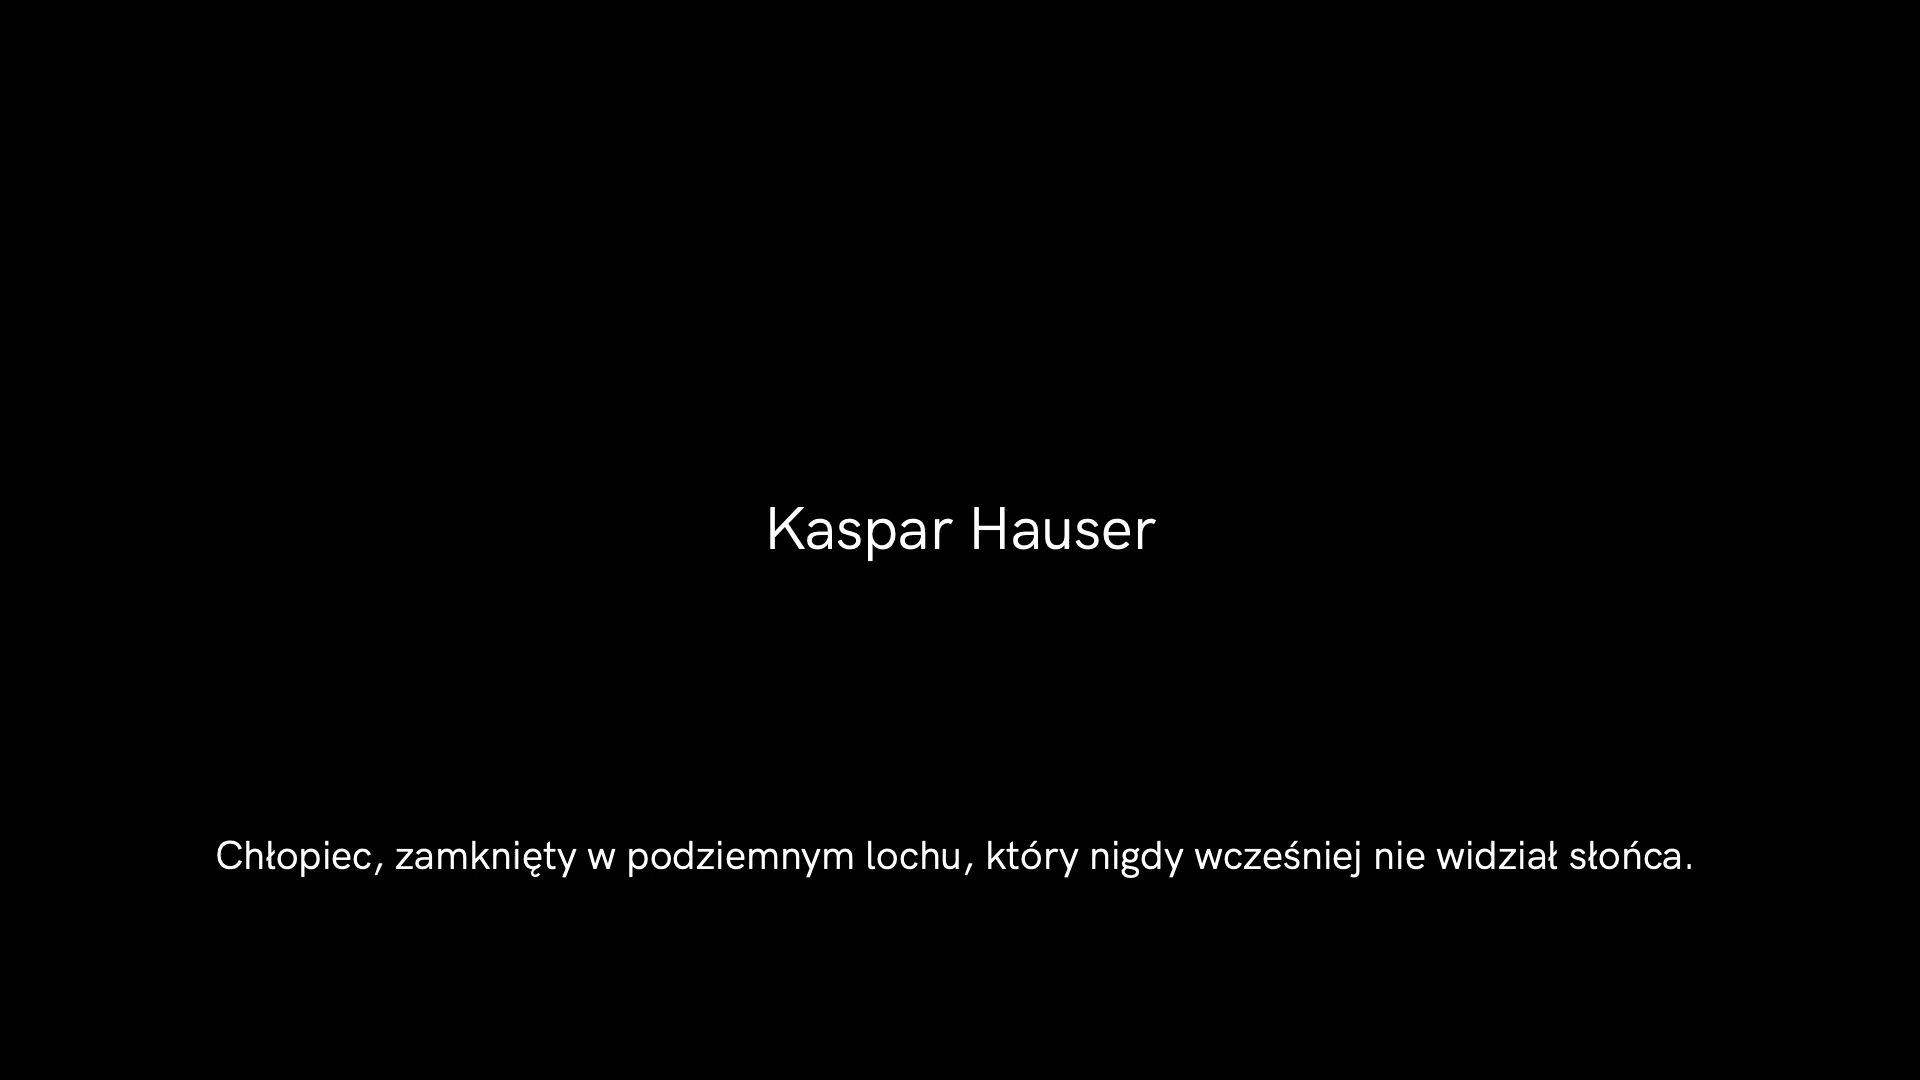 Kaspar Hauser
Chłopiec, zamknięty w podziemnym lochu, który nigdy wcześniej nie widział słońca.